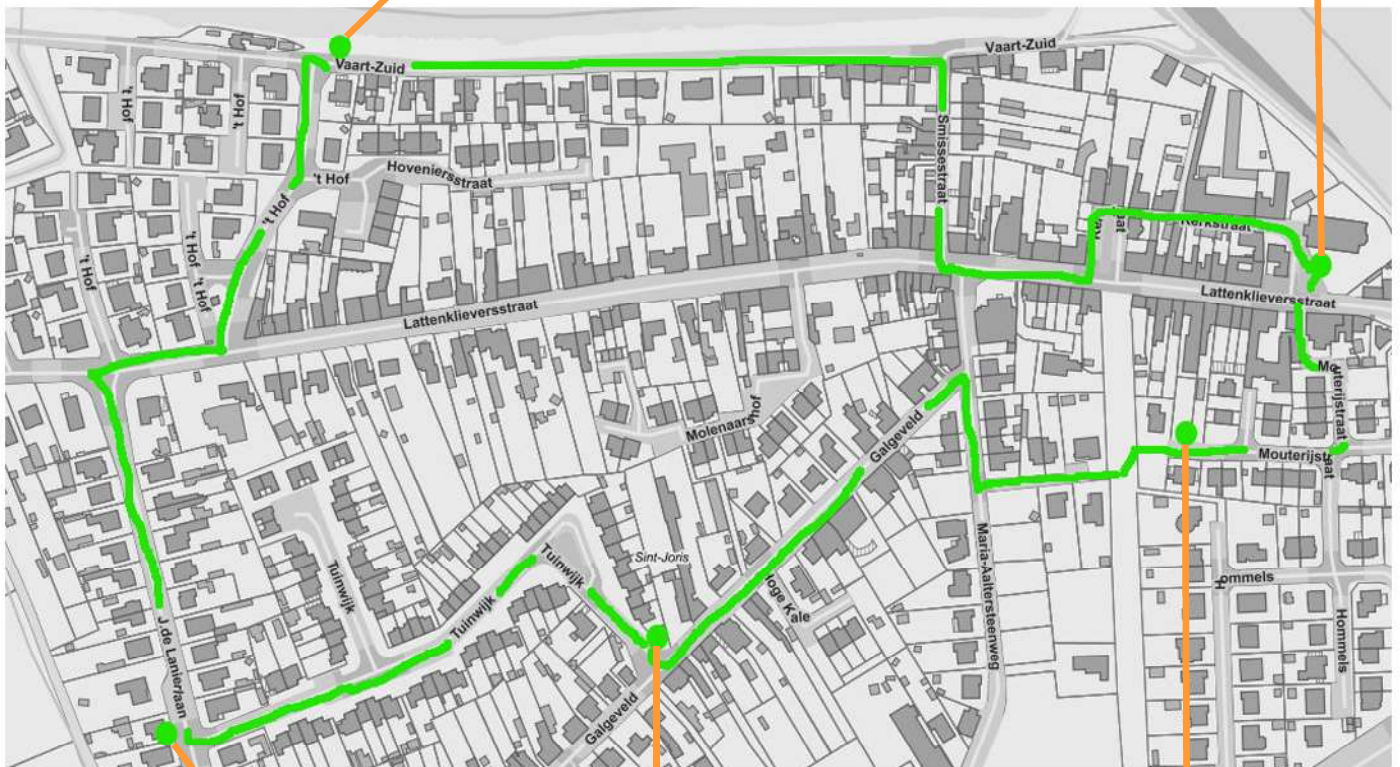 Vaart-Zuid
Vaart-Zuid
't Hof
't Hof
Smissestraat
Hoveniersstraat
't Hof
't Hof
Kerkstraat
't Hof
't Hof
't Hof
Lattenklieversstraat
Lattenklieversstraat
Mouterijstraat
Molenaarshof
Galgeveld
Mouterijstraat
Sint-Joris
Tuinwijk
Tuinwijk
Hoge Kale
Maria-Aaltersteenweg
Hommels
Tuinwijk
Hommels
J de Lanierlaan
Galgeveld